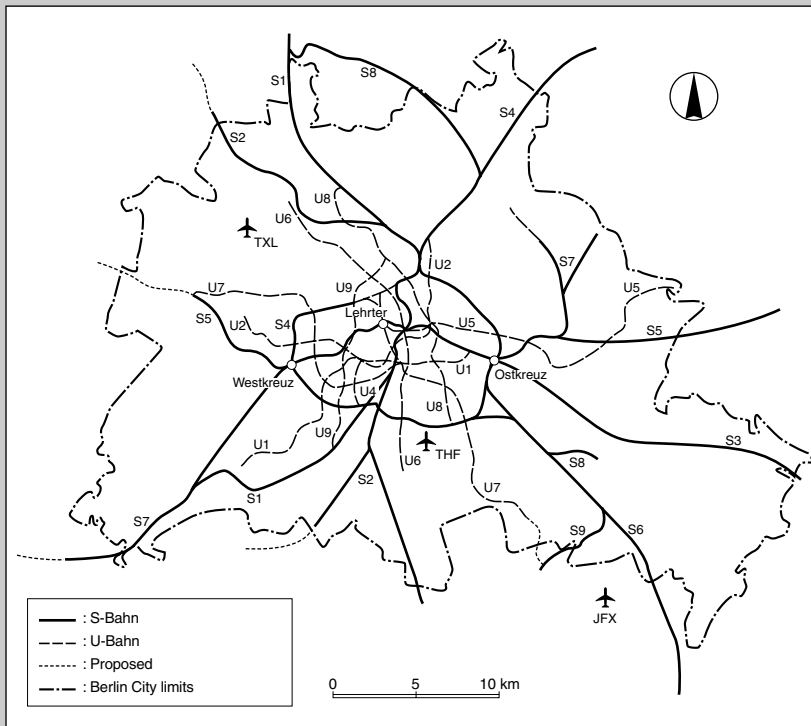 S1
S8
S4
S2
U8
U6
TXL
U2
S7
U7
U9
U5
S5
Lehrter
U2
S4
U5
S5
Westkreuz
U1
Ostkreuz
U4
U8
U1
U9
THF
S3
U6
S8
S2
U7
S1
S7
S9
S6
JFX
: S-Bahn
: U-Bahn
: Proposed
: Berlin City limits
0 5 10 km